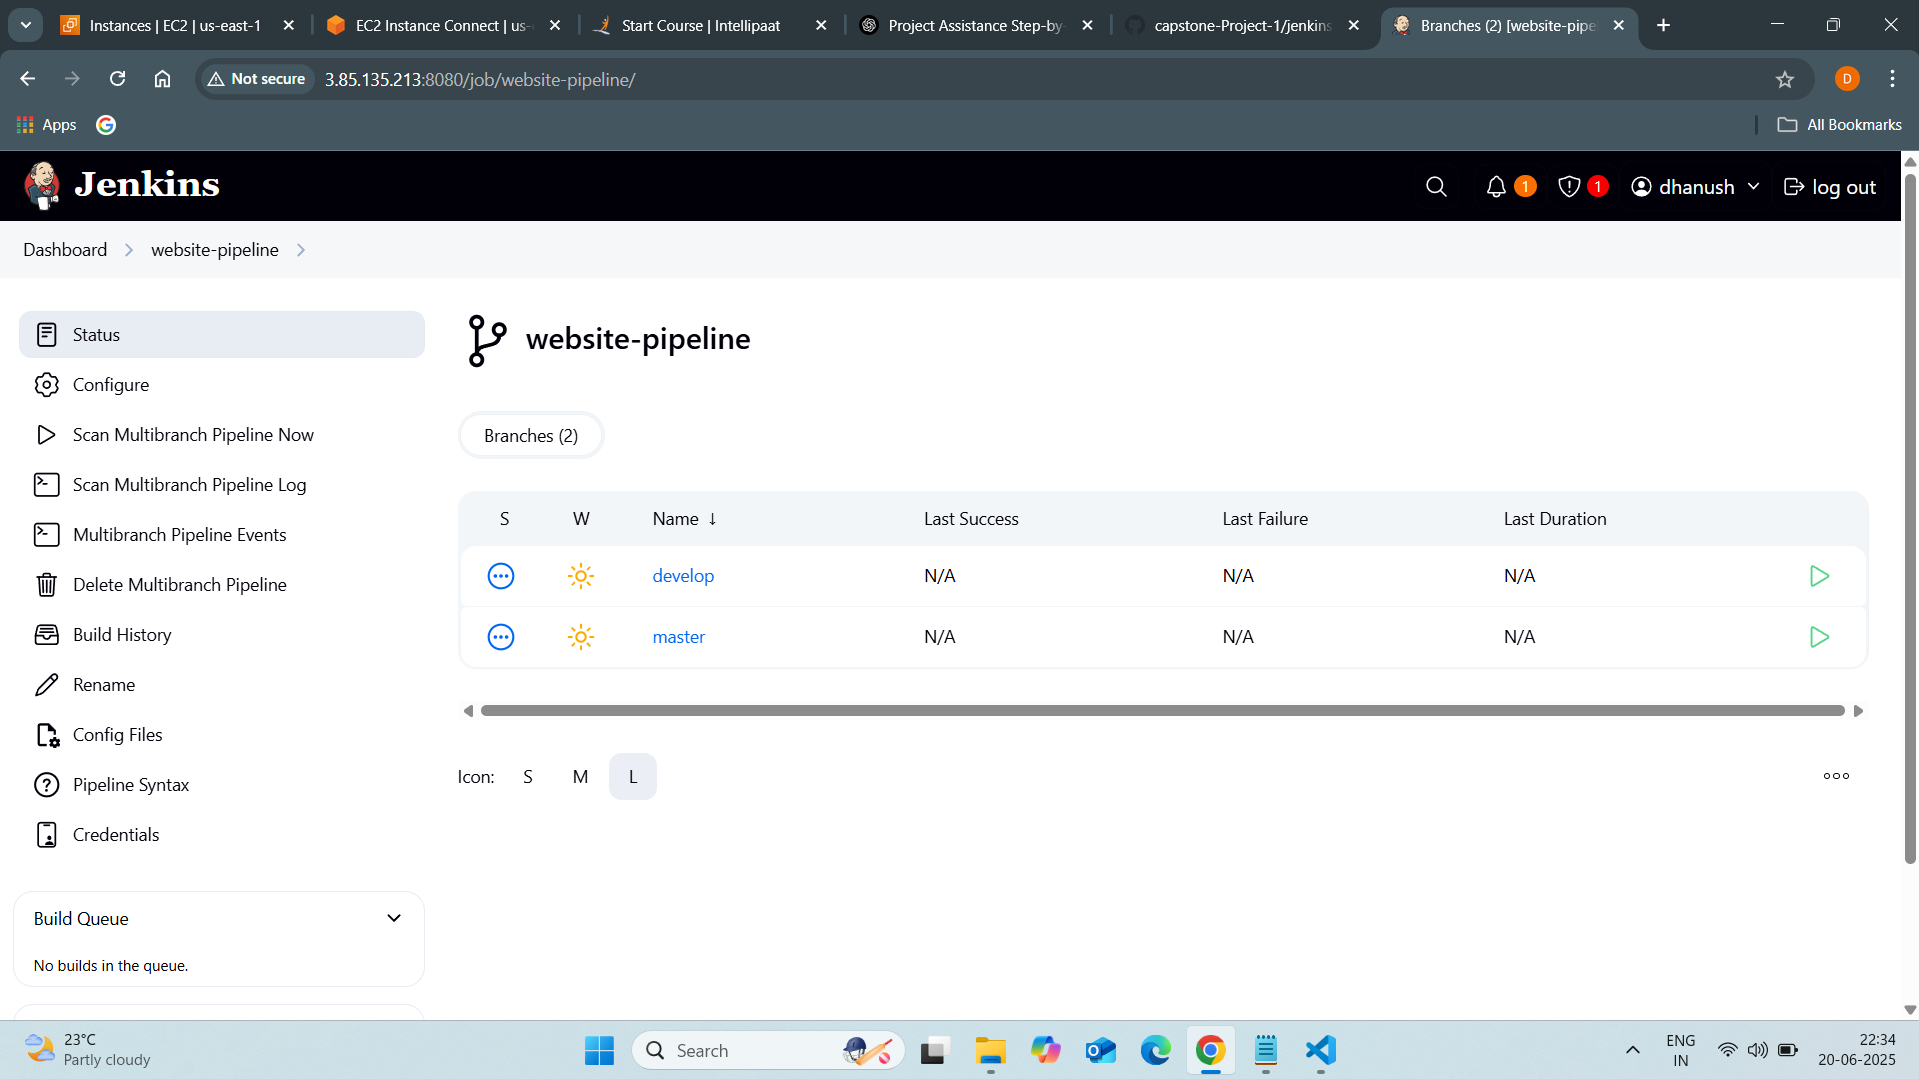 Instances | EC2 | us-east-1
EC2 Instance Connect | us-
Start Course | Intellipaat
Project Assistance Step-by-
capstone-Project-1/jenkins
Branches (2) [website-pipe
Not secure
3.85.135.213:8080/job/website-pipeline/
D
Apps
All Bookmarks
Jenkins
1
1
dhanush
log out
Dashboard
website-pipeline
Status
Configure
Scan Multibranch Pipeline Now
Scan Multibranch Pipeline Log
Multibranch Pipeline Events
Delete Multibranch Pipeline
Build History
Rename
Config Files
Pipeline Syntax
Credentials
Build Queue
No builds in the queue.
website-pipeline
Branches (2)
S W Name ↓ Last Success Last Failure Last Duration
develop N/A N/A N/A
master N/A N/A N/A
Icon: S M L
23°C
Partly cloudy
Search
ENG
IN
22:34
20-06-2025